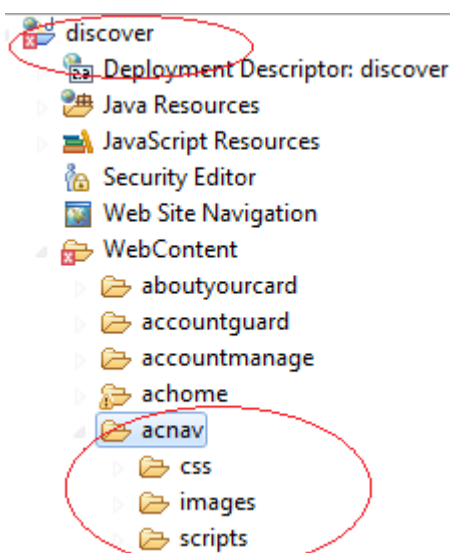 discover
Deployment Descriptor: discover
Java Resources
JavaScript Resources
Security Editor
Web Site Navigation
WebContent
aboutyourcard
accountguard
accountmanage
achome
acnav
css
images
scripts